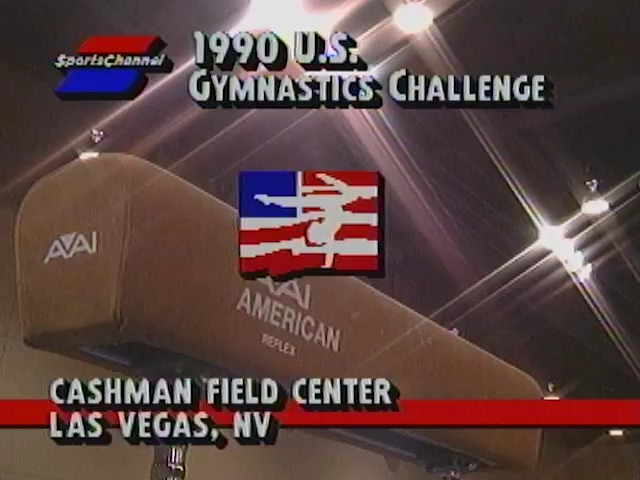 SportsChannel
1990 U.S.
GYMNASTICS CHALLENGE
AAI
AAI
AMERICAN
REFLEX
CASHMAN FIELD CENTER
LAS VEGAS, NV